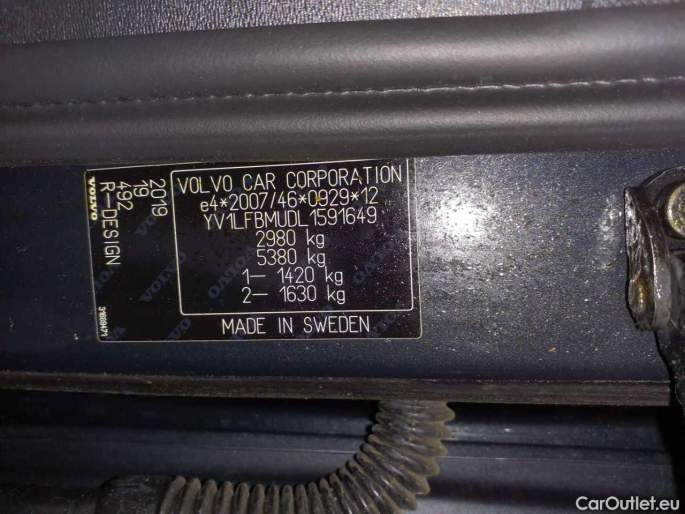 VOLVO CAR CORPORATION
e4*2007/46*0929*12
YV1LFBMUDL1591649
2980 kg
5380 kg
1— 1420 kg
2— 1630 kg
MADE IN SWEDEN
2019
19
492
R—DESIGN
VOLVO
CarOutlet.eu